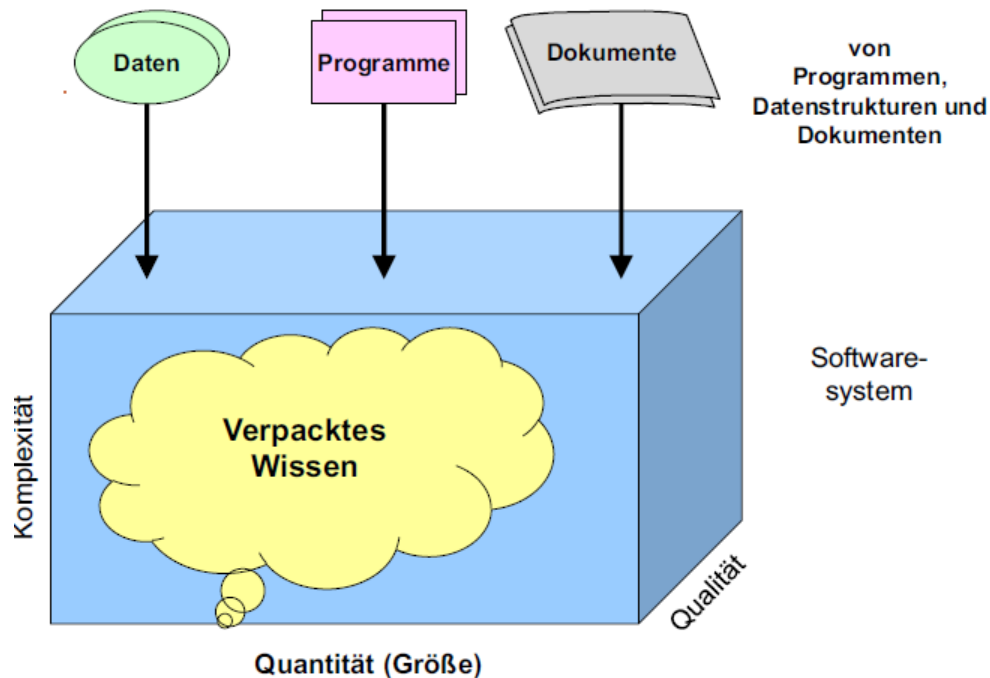 Daten
Programme
Dokumente
von
Programmen,
Datenstrukturen und
Dokumenten
Komplexität
Verpacktes
Wissen
Software-
system
Qualität
Quantität (Größe)